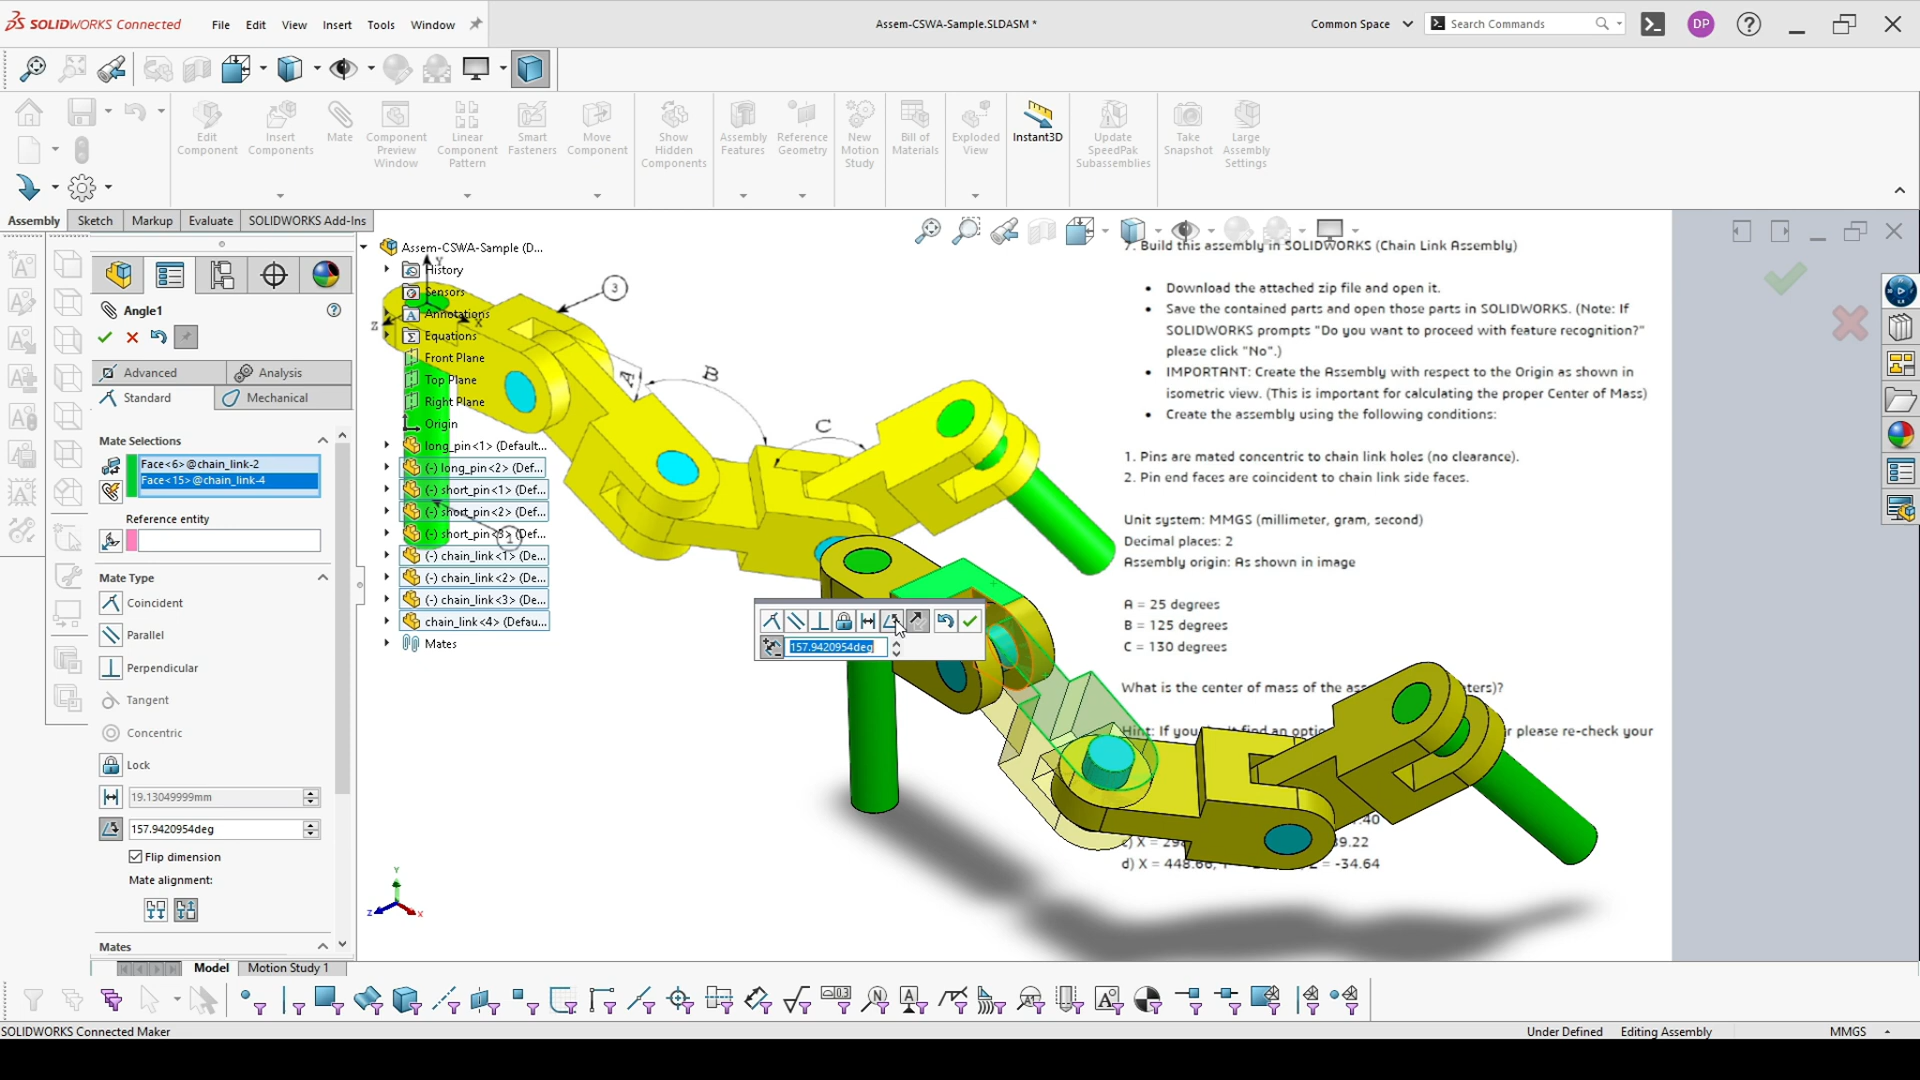 SOLIDWORKS Connected
File Edit View Insert Tools Window
Assem-CSWA-Sample.SLDASM *
Common Space
Search Commands
DP
Edit Component
Insert Components
Mate
Component Preview Window
Linear Component Pattern
Smart Fasteners
Move Component
Show Hidden Components
Assembly Features
Reference Geometry
New Motion Study
Bill of Materials
Exploded View
Instant3D
Update SpeedPak Subassemblies
Take Snapshot
Large Assembly Settings
Assembly Sketch Markup Evaluate SOLIDWORKS Add-Ins
Angle1
Advanced Analysis
Standard Mechanical
Mate Selections
Face<6>@chain_link-2
Face<15>@chain_link-4
Reference entity
Mate Type
Coincident
Parallel
Perpendicular
Tangent
Concentric
Lock
19.13049999mm
157.9420954deg
Flip dimension
Mate alignment:
Mates
Assem-CSWA-Sample (D...
History
Sensors
Annotations
Equations
Front Plane
Top Plane
Right Plane
Origin
long_pin<1> (Default...
(-) long_pin<2> (Def...
(-) short_pin<1> (Def...
(-) short_pin<2> (Def...
(-) short_pin<3> (Def...
(-) chain_link<1> (De...
(-) chain_link<2> (De...
(-) chain_link<3> (De...
chain_link<4> (Defau...
Mates
Y
X
Z
3
1
A
B
C
157.9420954deg
7. Build this assembly in SOLIDWORKS (Chain Link Assembly)
• Download the attached zip file and open it.
• Save the contained parts and open those parts in SOLIDWORKS. (Note: If
SOLIDWORKS prompts "Do you want to proceed with feature recognition?"
please click "No".)
• IMPORTANT: Create the Assembly with respect to the Origin as shown in
isometric view. (This is important for calculating the proper Center of Mass)
• Create the assembly using the following conditions:
1. Pins are mated concentric to chain link holes (no clearance).
2. Pin end faces are coincident to chain link side faces.
Unit system: MMGS (millimeter, gram, second)
Decimal places: 2
Assembly origin: As shown in image
A = 25 degrees
B = 125 degrees
C = 130 degrees
What is the center of mass of the
Hint: If you find an please re-check your
.40
c) X = 9.22
d) X = 448.66, Z = -34.64
Y
Z
X
Model Motion Study 1
SOLIDWORKS Connected Maker
Under Defined Editing Assembly MMGS